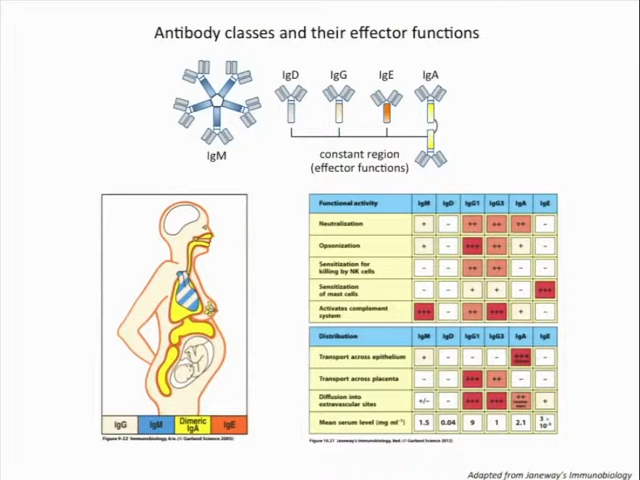 Antibody classes and their effector functions
IgD IgG IgE IgA
IgM
constant region
(effector functions)
IgG IgM Dimeric IgA IgE
Functional activity IgM IgD IgG1 IgG3 IgA IgE
Neutralization + – ++ ++ ++ –
Opsonization + – +++ ++ + –
Sensitization for killing by NK cells – – ++ ++ – –
Sensitization of mast cells – – + + – +++
Activates complement system +++ – ++ +++ + –
Distribution IgM IgD IgG1 IgG3 IgA IgE
Transport across epithelium + – – – +++ –
Transport across placenta – – +++ ++ – –
Diffusion into extravascular sites +/– – +++ +++ ++ +
Mean serum level (mg ml⁻¹) 1.5 0.04 9 1 2.1 3 × 10⁻⁵
Adapted from Janeway's Immunobiology